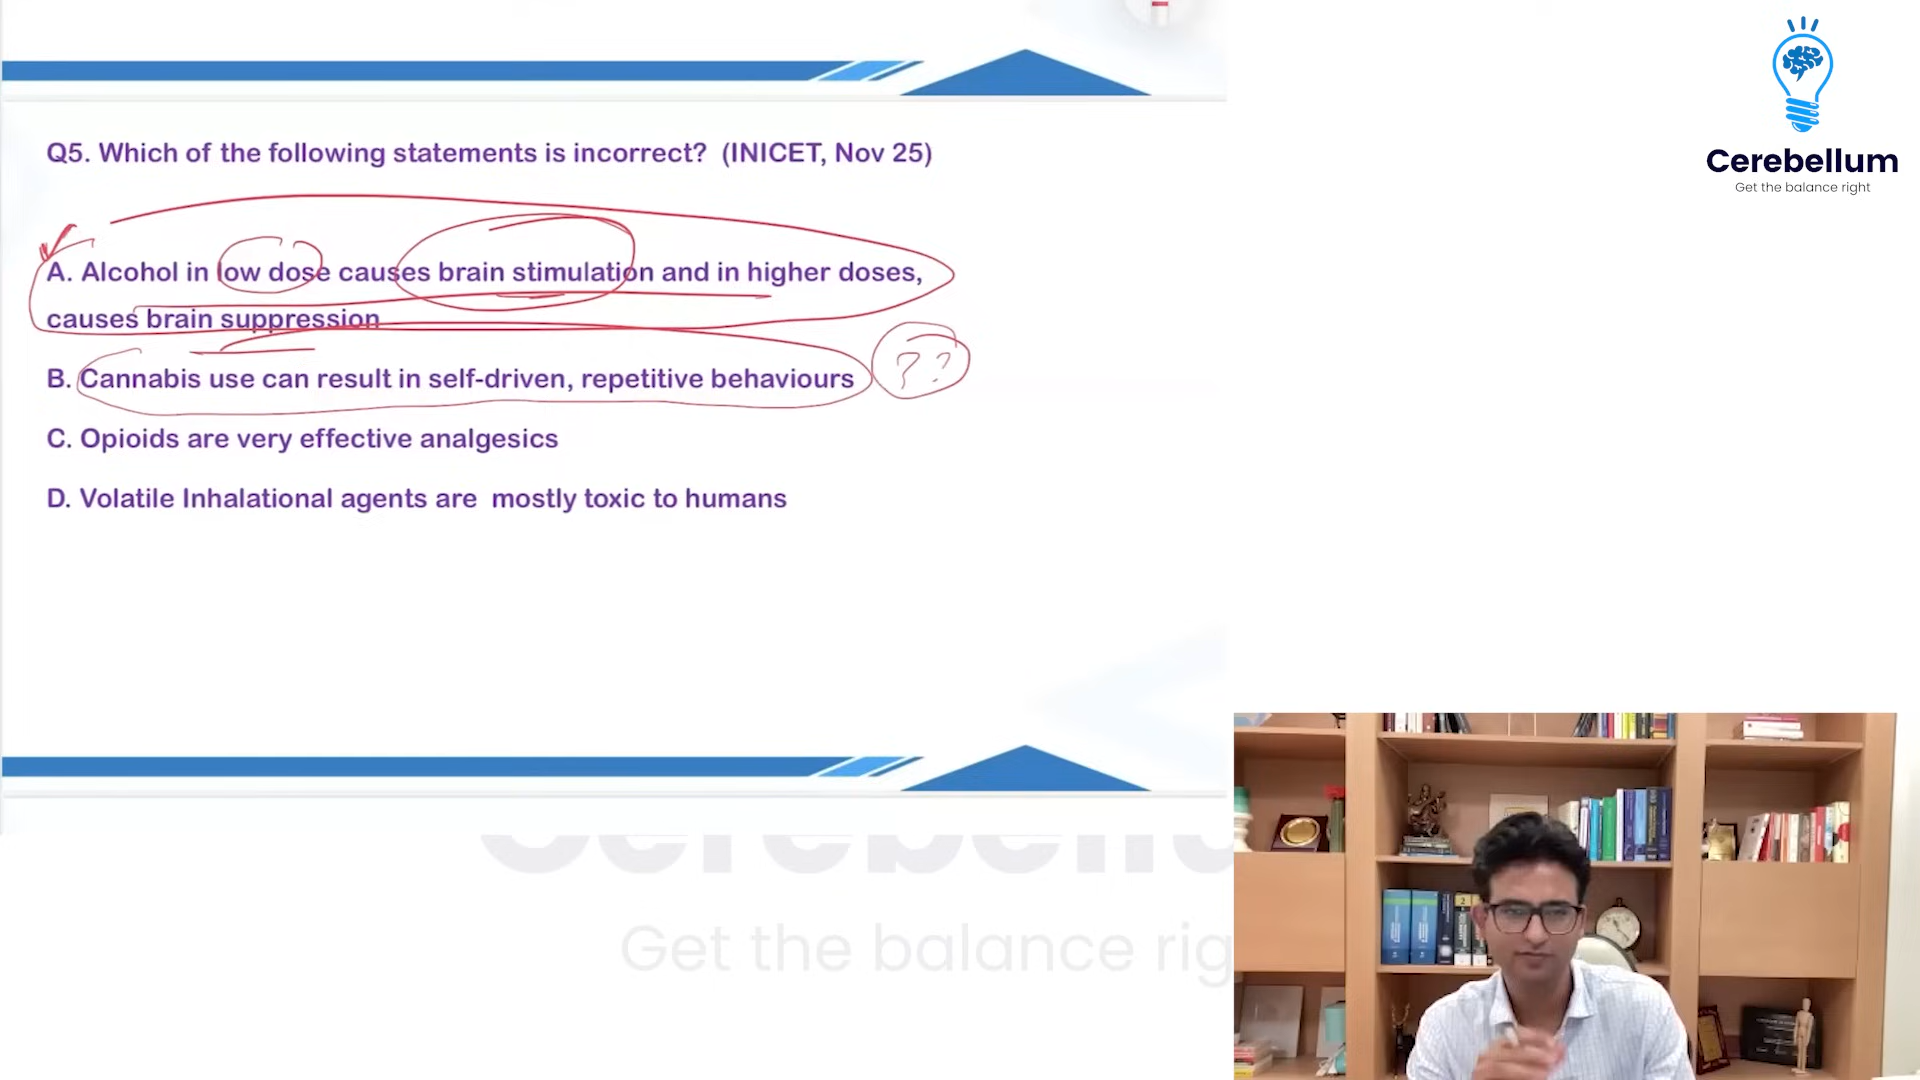 Cerebellum
Get the balance right
Q5. Which of the following statements is incorrect? (INICET, Nov 25)
A. Alcohol in low dose causes brain stimulation and in higher doses,
causes brain suppression
B. Cannabis use can result in self-driven, repetitive behaviours
??
C. Opioids are very effective analgesics
D. Volatile Inhalational agents are mostly toxic to humans
Get the balance rig